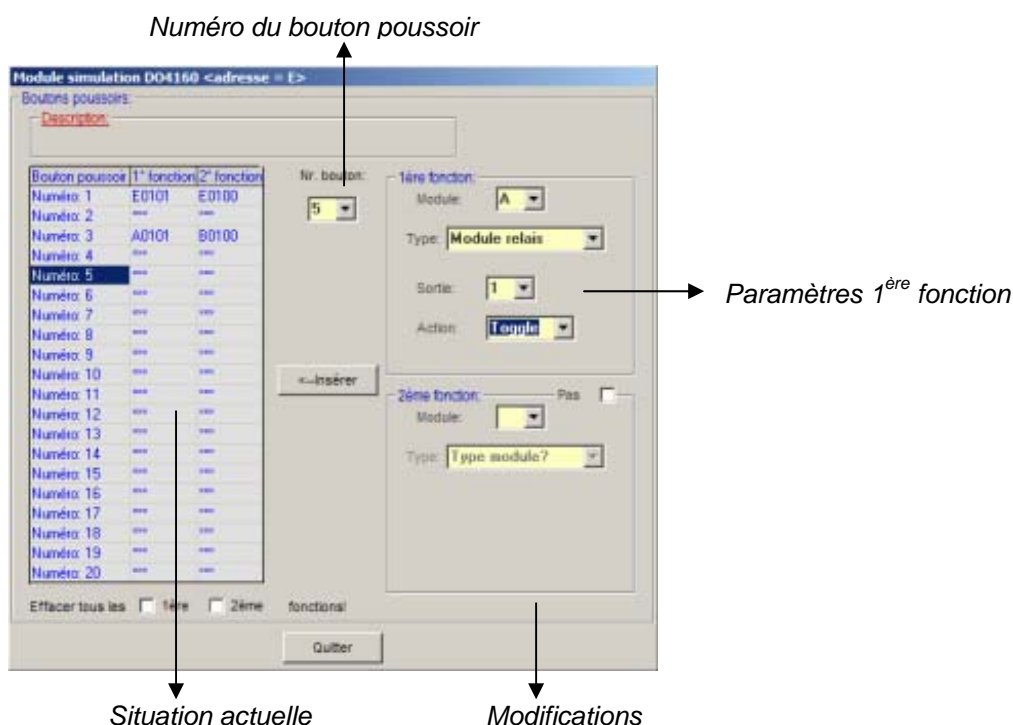 Numéro du bouton poussoir
Module simulation DO4160 <adresse = E>
Boutons poussoirs:
Description:
Bouton poussoir 1° fonction 2° fonction
Numéro: 1 E0101 E0100
Numéro: 2 *** ***
Numéro: 3 A0101 B0100
Numéro: 4 *** ***
Numéro: 5 *** ***
Numéro: 6 *** ***
Numéro: 7 *** ***
Numéro: 8 *** ***
Numéro: 9 *** ***
Numéro: 10 *** ***
Numéro: 11 *** ***
Numéro: 12 *** ***
Numéro: 13 *** ***
Numéro: 14 *** ***
Numéro: 15 *** ***
Numéro: 16 *** ***
Numéro: 17 *** ***
Numéro: 18 *** ***
Numéro: 19 *** ***
Numéro: 20 *** ***
Effacer tous les 1ère 2ème fonctions!
Nr. bouton:
5
<--Insérer
1ère fonction:
Module: A
Type: Module relais
Sortie: 1
Action: Toggle
Paramètres 1ère fonction
2ème fonction: Pas
Module:
Type: Type module?
Quitter
Situation actuelle
Modifications